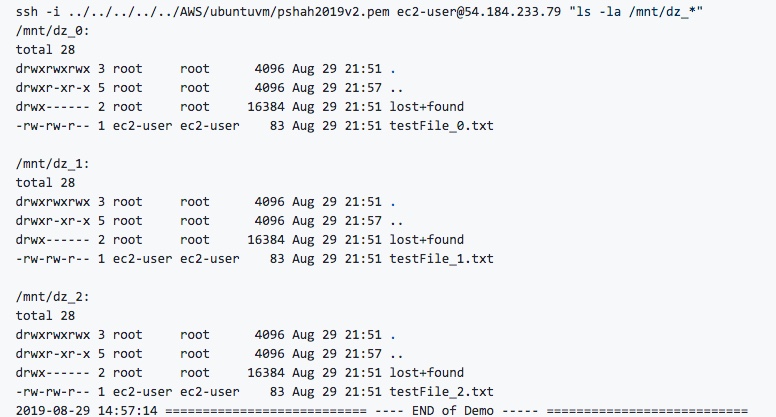 ssh -i ../../../../../AWS/ubuntuvm/pshah2019v2.pem ec2-user@54.184.233.79 "ls -la /mnt/dz_*"
/mnt/dz_0:
total 28
drwxrwxrwx 3 root     root      4096 Aug 29 21:51 .
drwxr-xr-x 5 root     root      4096 Aug 29 21:57 ..
drwx------ 2 root     root     16384 Aug 29 21:51 lost+found
-rw-rw-r-- 1 ec2-user ec2-user    83 Aug 29 21:51 testFile_0.txt

/mnt/dz_1:
total 28
drwxrwxrwx 3 root     root      4096 Aug 29 21:51 .
drwxr-xr-x 5 root     root      4096 Aug 29 21:57 ..
drwx------ 2 root     root     16384 Aug 29 21:51 lost+found
-rw-rw-r-- 1 ec2-user ec2-user    83 Aug 29 21:51 testFile_1.txt

/mnt/dz_2:
total 28
drwxrwxrwx 3 root     root      4096 Aug 29 21:51 .
drwxr-xr-x 5 root     root      4096 Aug 29 21:57 ..
drwx------ 2 root     root     16384 Aug 29 21:51 lost+found
-rw-rw-r-- 1 ec2-user ec2-user    83 Aug 29 21:51 testFile_2.txt
2019-08-29 14:57:14 =========================== ---- END of Demo ----- ===========================